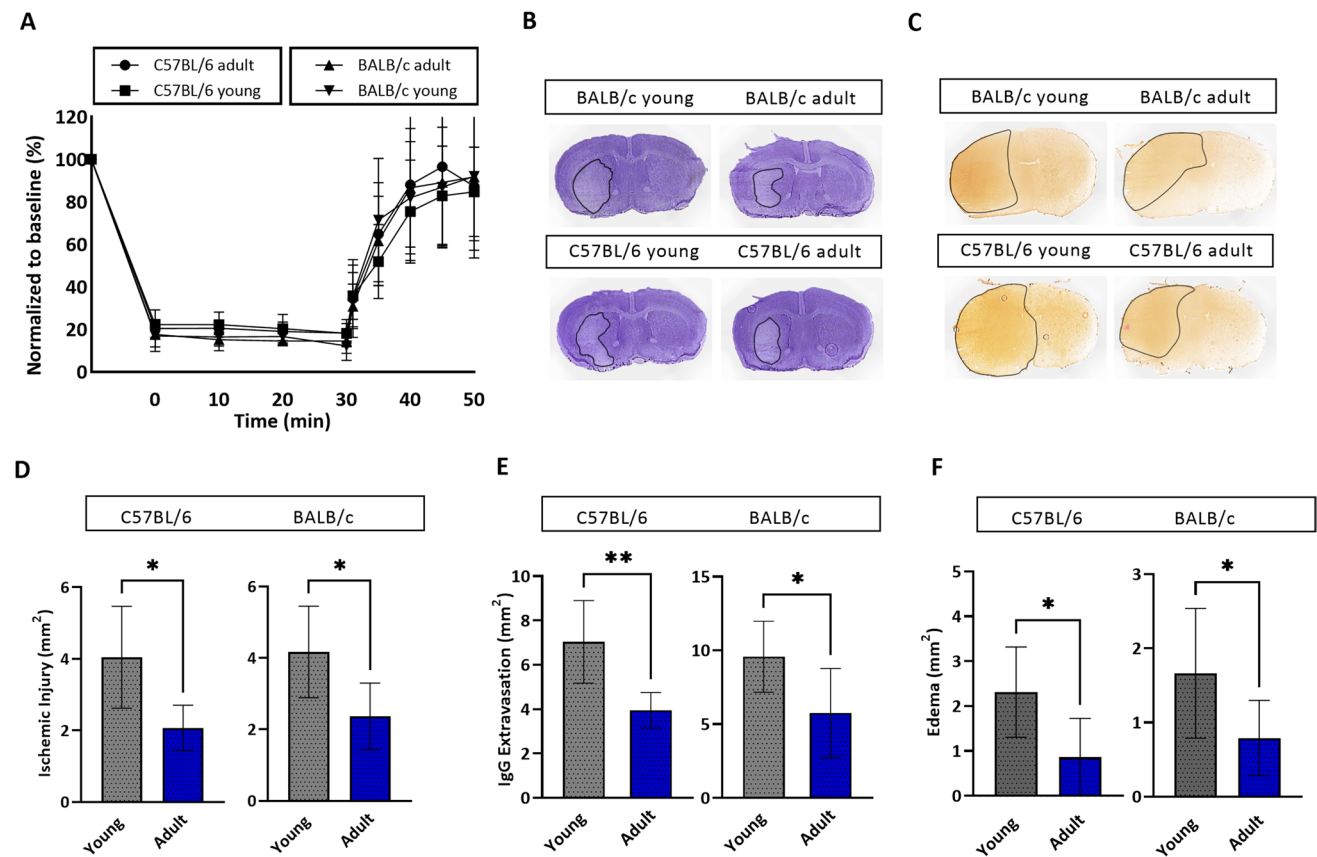 A
C57BL/6 adult
C57BL/6 young
BALB/c adult
BALB/c young
Normalized to baseline (%)
120
100
80
60
40
20
0
0 10 20 30 40 50
Time (min)
B
BALB/c young BALB/c adult
C57BL/6 young C57BL/6 adult
C
BALB/c young BALB/c adult
C57BL/6 young C57BL/6 adult
D
C57BL/6 BALB/c
Ischemic Injury (mm²)
6
4
2
0
*
Young Adult
6
4
2
0
*
Young Adult
E
C57BL/6 BALB/c
IgG Extravasation (mm²)
10
8
6
4
2
0
**
Young Adult
15
10
5
0
*
Young Adult
F
C57BL/6 BALB/c
Edema (mm²)
5
4
3
2
1
0
*
Young Adult
3
2
1
0
*
Young Adult